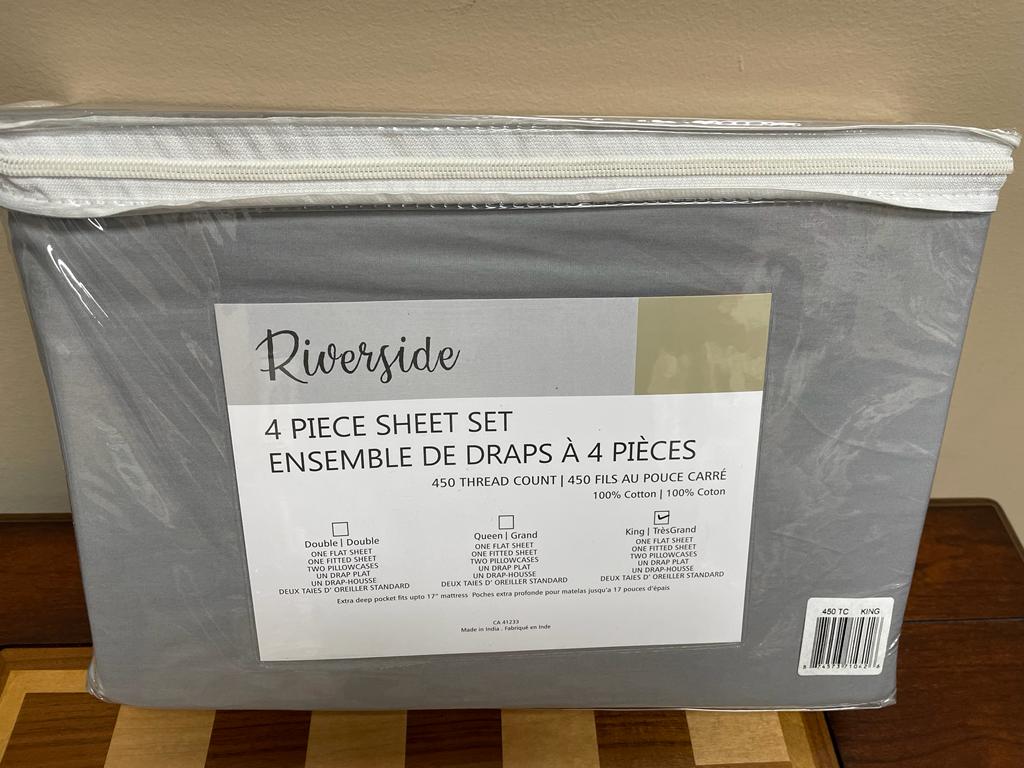 Riverside
4 PIECE SHEET SET
ENSEMBLE DE DRAPS À 4 PIÈCES
450 THREAD COUNT | 450 FILS AU POUCE CARRÉ
100% Cotton | 100% Coton
Double | Double
ONE FLAT SHEET
ONE FITTED SHEET
TWO PILLOWCASES
UN DRAP PLAT
UN DRAP-HOUSSE
DEUX TAIES D' OREILLER STANDARD
Queen | Grand
ONE FLAT SHEET
ONE FITTED SHEET
TWO PILLOWCASES
UN DRAP PLAT
UN DRAP-HOUSSE
DEUX TAIES D' OREILLER STANDARD
King | TrèsGrand
ONE FLAT SHEET
ONE FITTED SHEET
TWO PILLOWCASES
UN DRAP PLAT
UN DRAP-HOUSSE
DEUX TAIES D' OREILLER STANDARD
Extra deep pocket fits upto 17" mattress Poches extra profonde pour matelas jusqu'a 17 pouces d'épais
CA 41233
Made in India . Fabriqué en Inde
450 TC KING
8 74573 71042 6